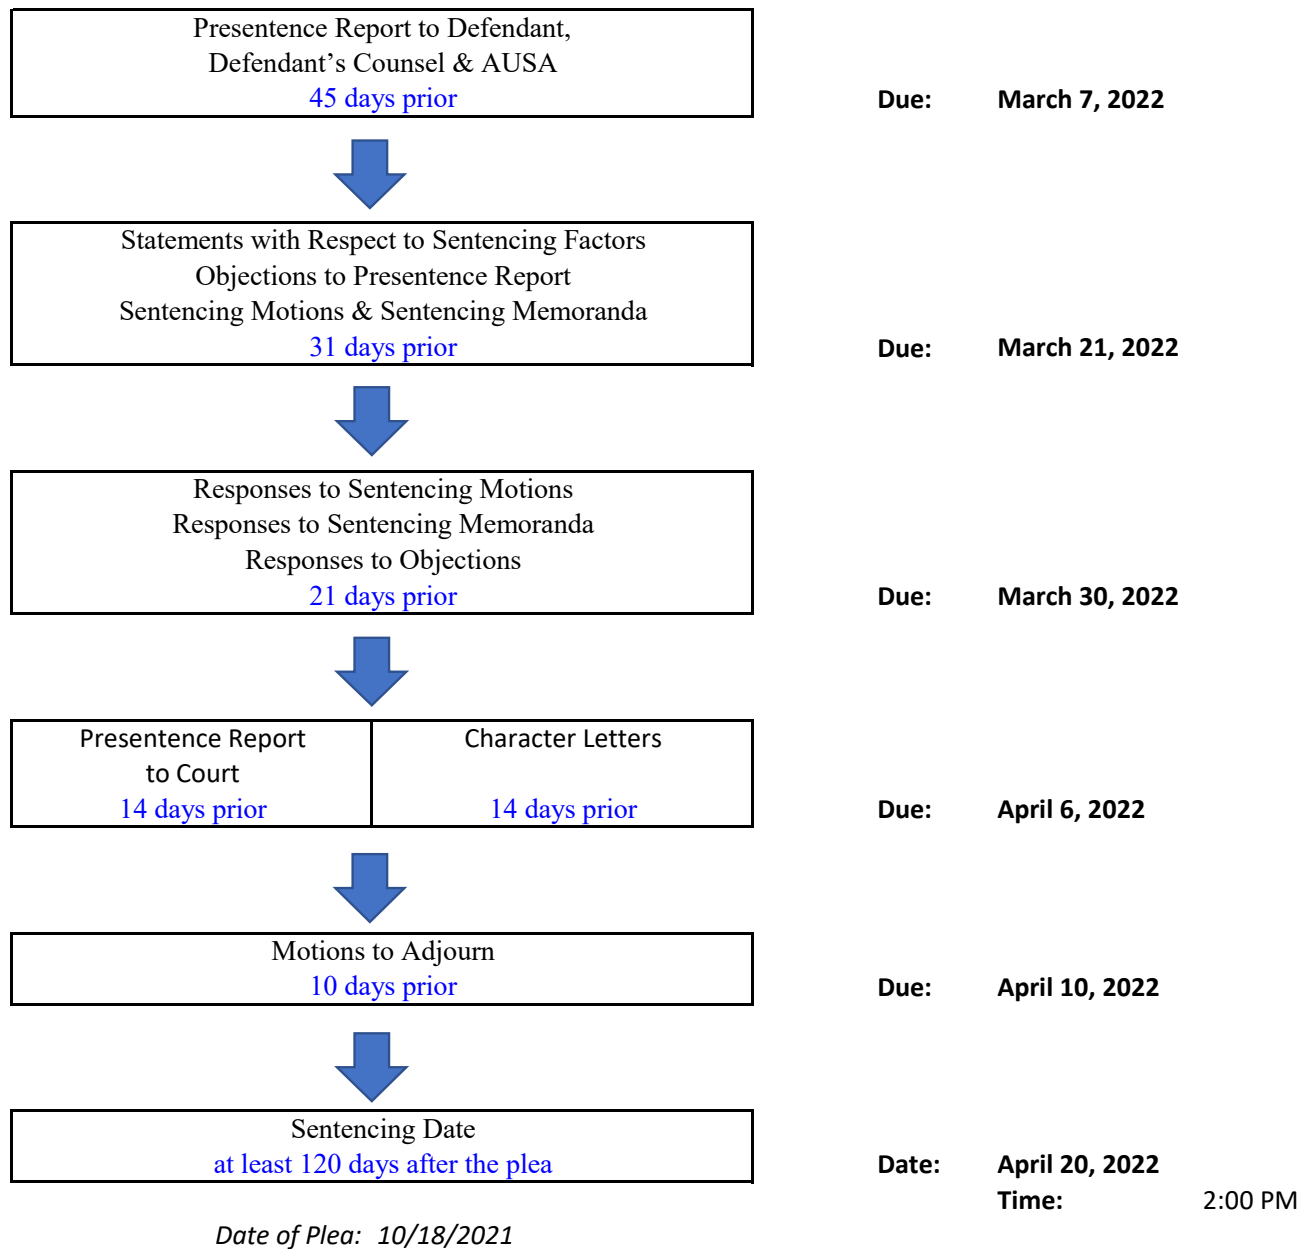 Presentence Report to Defendant,
Defendant's Counsel & AUSA
45 days prior
Due: March 7, 2022
Statements with Respect to Sentencing Factors
Objections to Presentence Report
Sentencing Motions & Sentencing Memoranda
31 days prior
Due: March 21, 2022
Responses to Sentencing Motions
Responses to Sentencing Memoranda
Responses to Objections
21 days prior
Due: March 30, 2022
Presentence Report
to Court
14 days prior
Character Letters
14 days prior
Due: April 6, 2022
Motions to Adjourn
10 days prior
Due: April 10, 2022
Sentencing Date
at least 120 days after the plea
Date: April 20, 2022
Time: 2:00 PM
Date of Plea: 10/18/2021